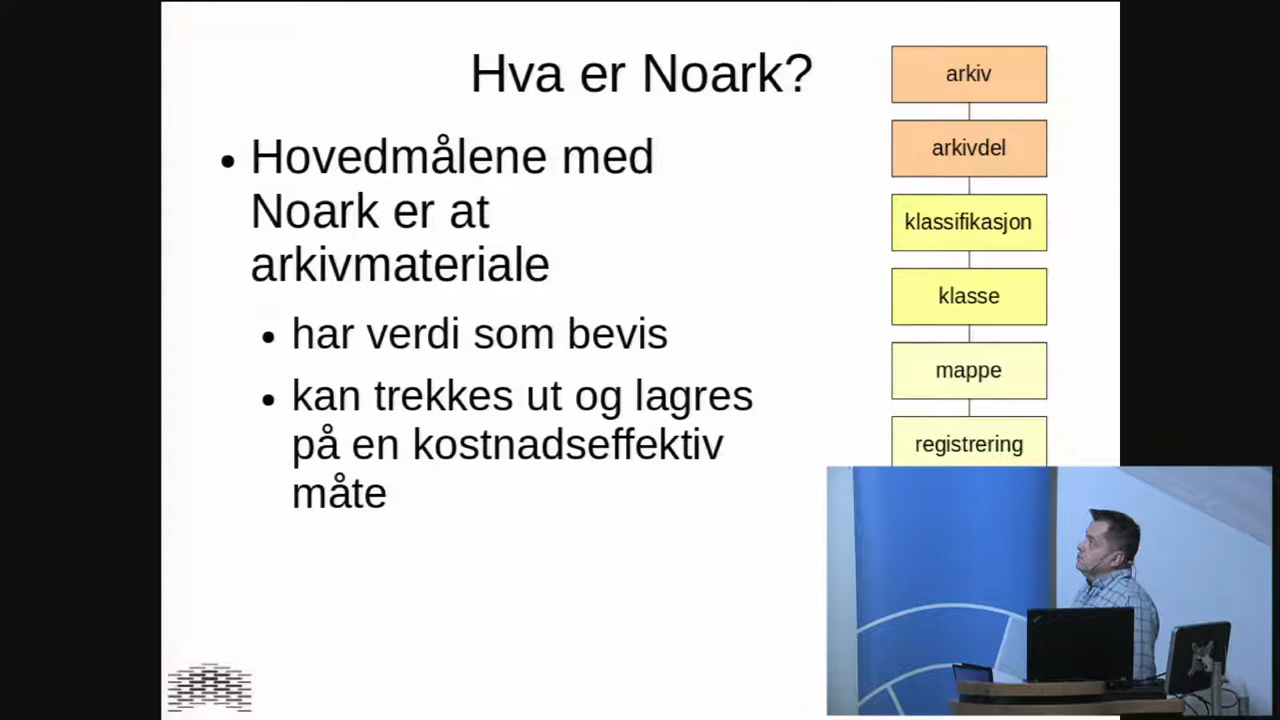 Hva er Noark?
Hovedmålene med
Noark er at
arkivmateriale
har verdi som bevis
kan trekkes ut og lagres
på en kostnadseffektiv
måte
arkiv
arkivdel
klassifikasjon
klasse
mappe
registrering